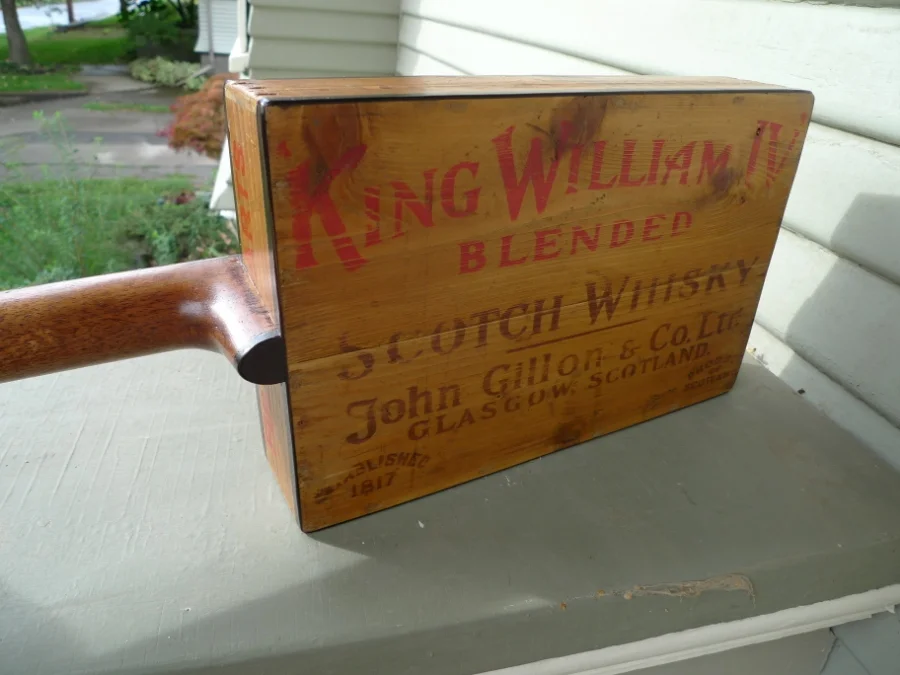 KING WILLIAM IV
BLENDED
SCOTCH WHISKY
John Gillon & Co. Ltd.
GLASGOW, SCOTLAND.
ESTABLISHED
1817